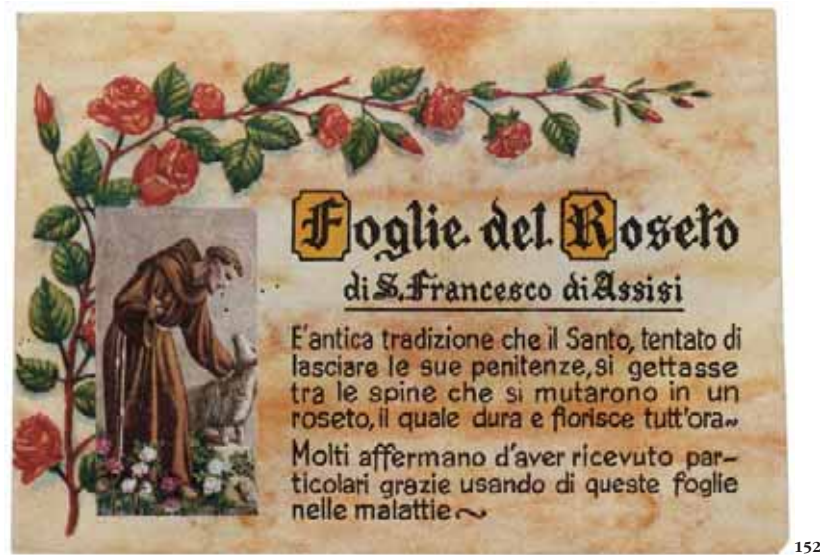 Foglie del Roseto
di S. Francesco di Assisi
E'antica tradizione che il Santo, tentato di
lasciare le sue penitenze, si gettasse
tra le spine che si mutarono in un
roseto, il quale dura e fiorisce tutt'ora~
Molti affermano d'aver ricevuto par-
ticolari grazie usando di queste foglie
nelle malattie~
152